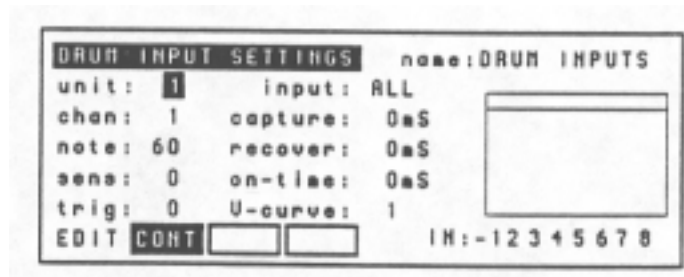 DRUM INPUT SETTINGS name:DRUM INPUTS
unit: 1 input: ALL
chan: 1 capture: 0mS
note: 60 recover: 0mS
sens: 0 on-time: 0mS
trig: 0 V-curve: 1
EDIT CONT IN:-12345678